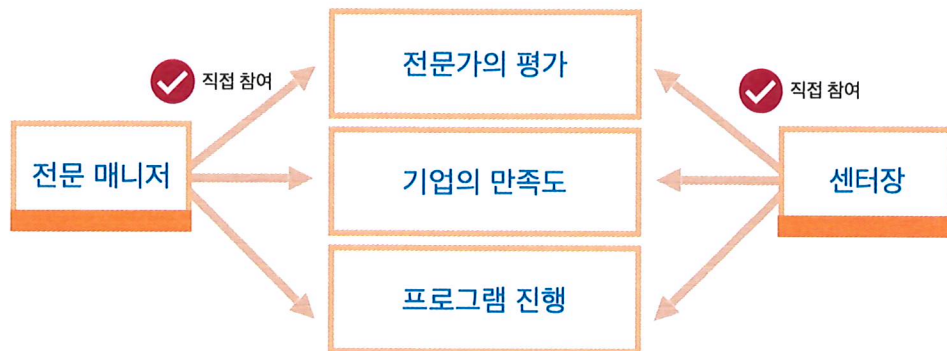 전문가의 평가
직접 참여
직접 참여
전문 매니저
기업의 만족도
센터장
프로그램 진행